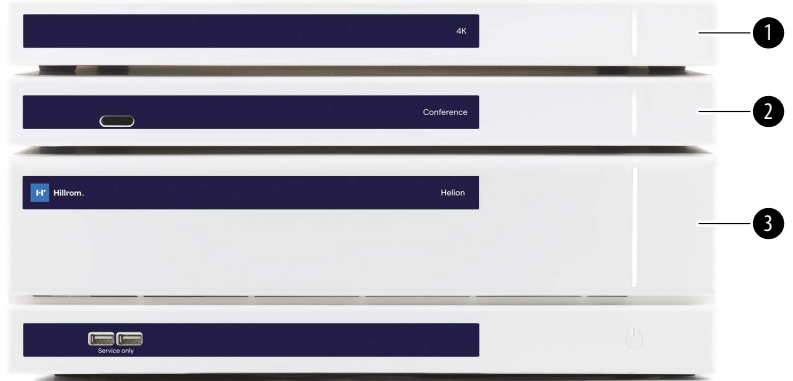 4K
1
Conference
2
H Hillrom.
Helion
3
Service only